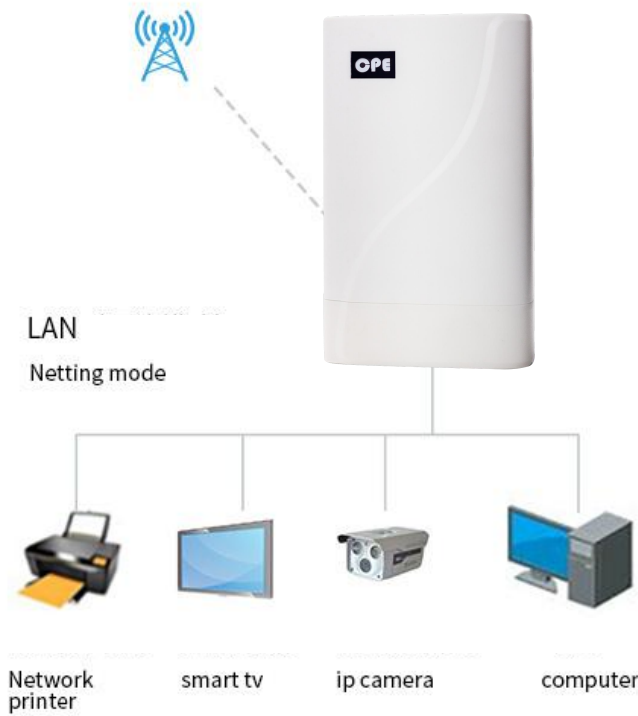 CPE
LAN
Netting mode
Network
printer
smart tv
ip camera
computer